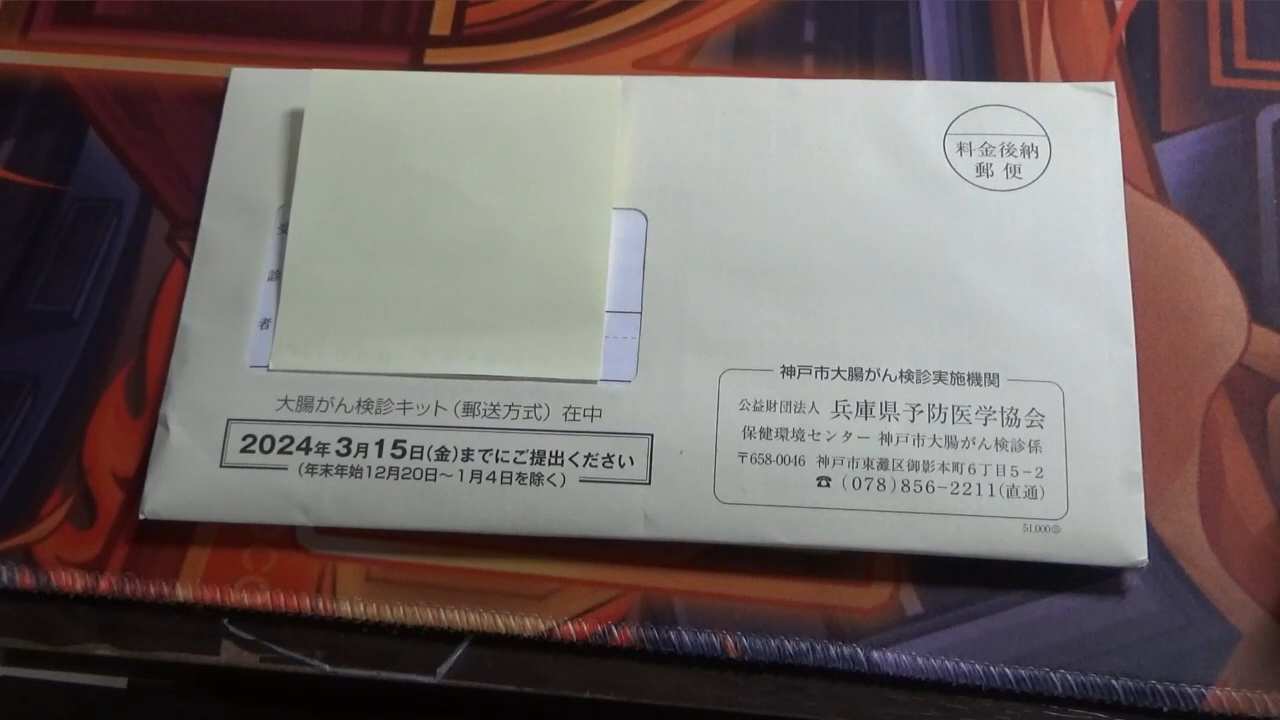 料金後納
郵便
受
診
者
大腸がん検診キット(郵送方式)在中
2024年3月15日(金)までにご提出ください
(年末年始12月20日～1月4日を除く)
神戸市大腸がん検診実施機関
公益財団法人 兵庫県予防医学協会
保健環境センター 神戸市大腸がん検診係
〒658-0046 神戸市東灘区御影本町6丁目5-2
☎(078)856-2211(直通)
51.000